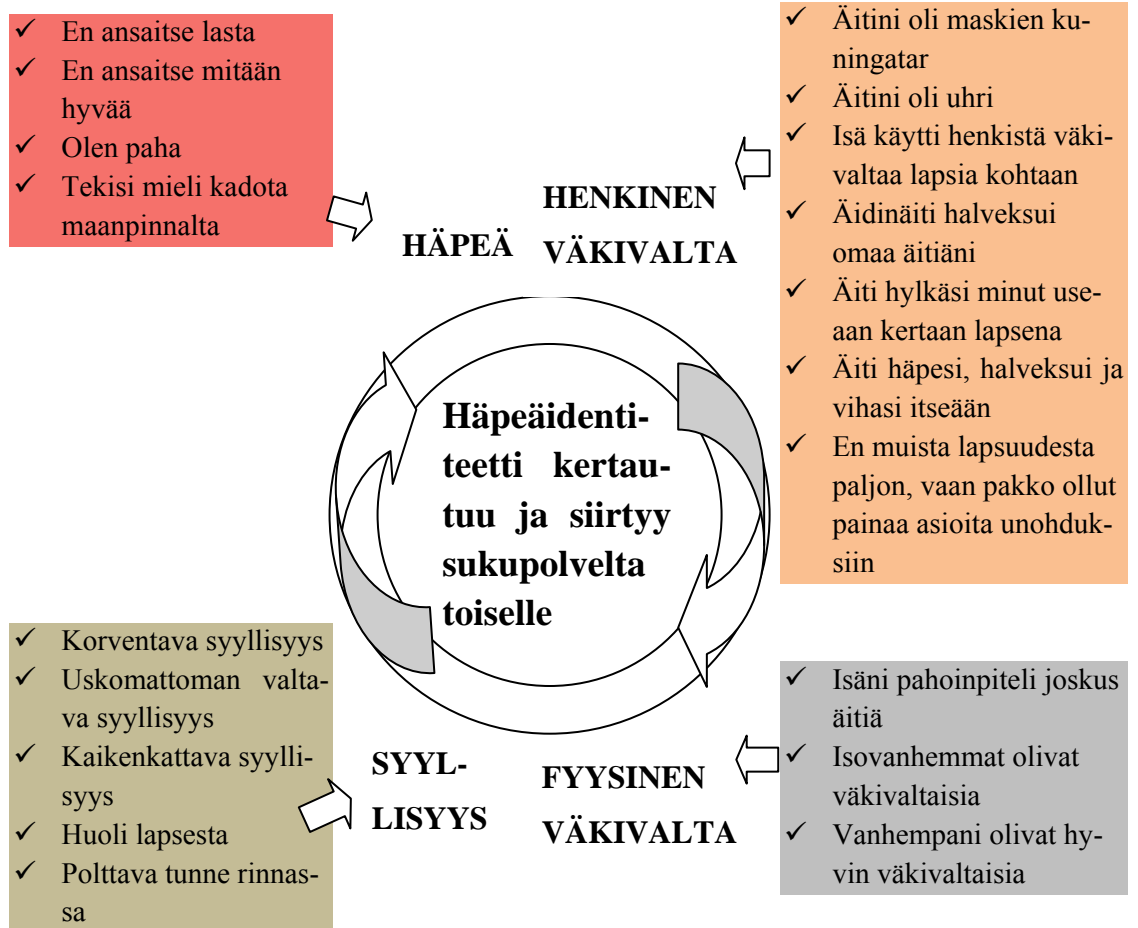 ✓ En ansaitse lasta
✓ En ansaitse mitään
hyvää
✓ Olen paha
✓ Tekisi mieli kadota
maanpinnalta
HÄPEÄ
HENKINEN
VÄKIVALTA
✓ Äitini oli maskien ku-
ningatar
✓ Äitini oli uhri
✓ Isä käytti henkistä väki-
valtaa lapsia kohtaan
✓ Äidinäiti halveksui
omaa äitiäni
✓ Äiti hylkäsi minut use-
aan kertaan lapsena
✓ Äiti häpesi, halveksui ja
vihasi itseään
✓ En muista lapsuudesta
paljon, vaan pakko ollut
painaa asioita unohduk-
siin
Häpeäidenti-
teetti kertau-
tuu ja siirtyy
sukupolvelta
toiselle
✓ Korventava syyllisyys
✓ Uskomattoman valta-
va syyllisyys
✓ Kaikenkattava syylli-
syys
✓ Huoli lapsesta
✓ Polttava tunne rinnas-
sa
SYYL-
LISYYS
FYYSINEN
VÄKIVALTA
✓ Isäni pahoinpiteli joskus
äitiä
✓ Isovanhemmat olivat
väkivaltaisia
✓ Vanhempani olivat hy-
vin väkivaltaisia